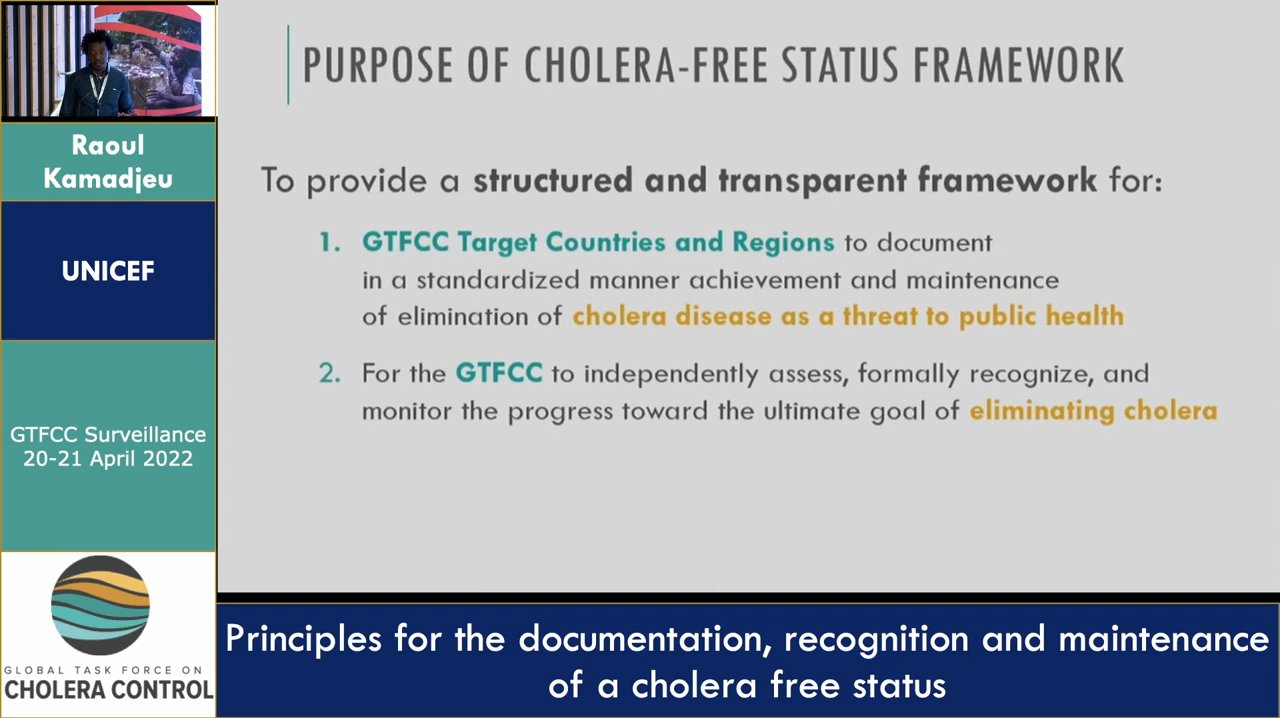 PURPOSE OF CHOLERA-FREE STATUS FRAMEWORK
To provide a structured and transparent framework for:
1. GTFCC Target Countries and Regions to document
in a standardized manner achievement and maintenance
of elimination of cholera disease as a threat to public health
2. For the GTFCC to independently assess, formally recognize, and
monitor the progress toward the ultimate goal of eliminating cholera
Raoul
Kamadjeu
UNICEF
GTFCC Surveillance
20-21 April 2022
GLOBAL TASK FORCE ON
CHOLERA CONTROL
Principles for the documentation, recognition and maintenance
of a cholera free status